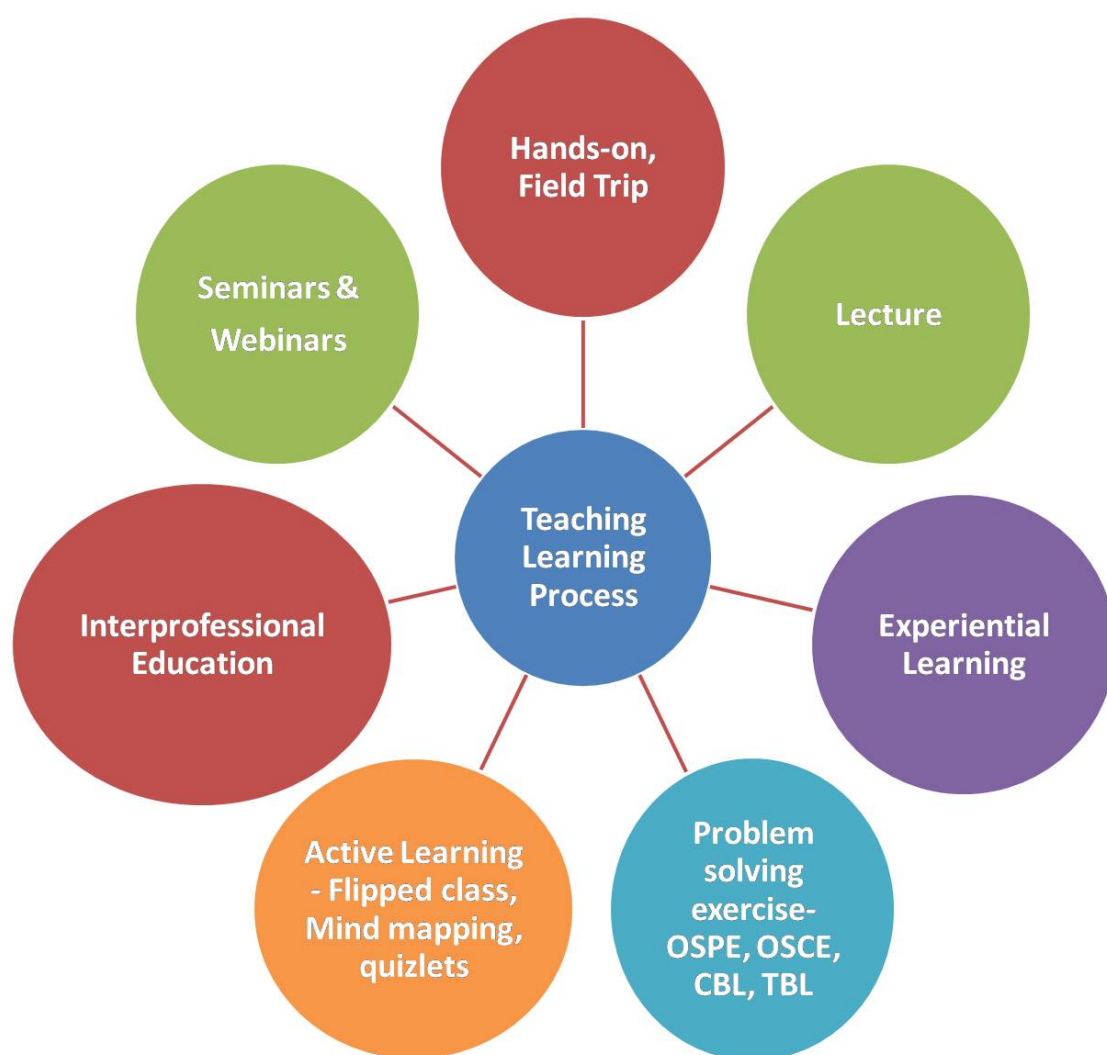 Hands-on,
Field Trip
Seminars &
Webinars
Lecture
Teaching
Learning
Process
Interprofessional
Education
Experiential
Learning
Active Learning
- Flipped class,
Mind mapping,
quizlets
Problem
solving
exercise-
OSPE, OSCE,
CBL, TBL